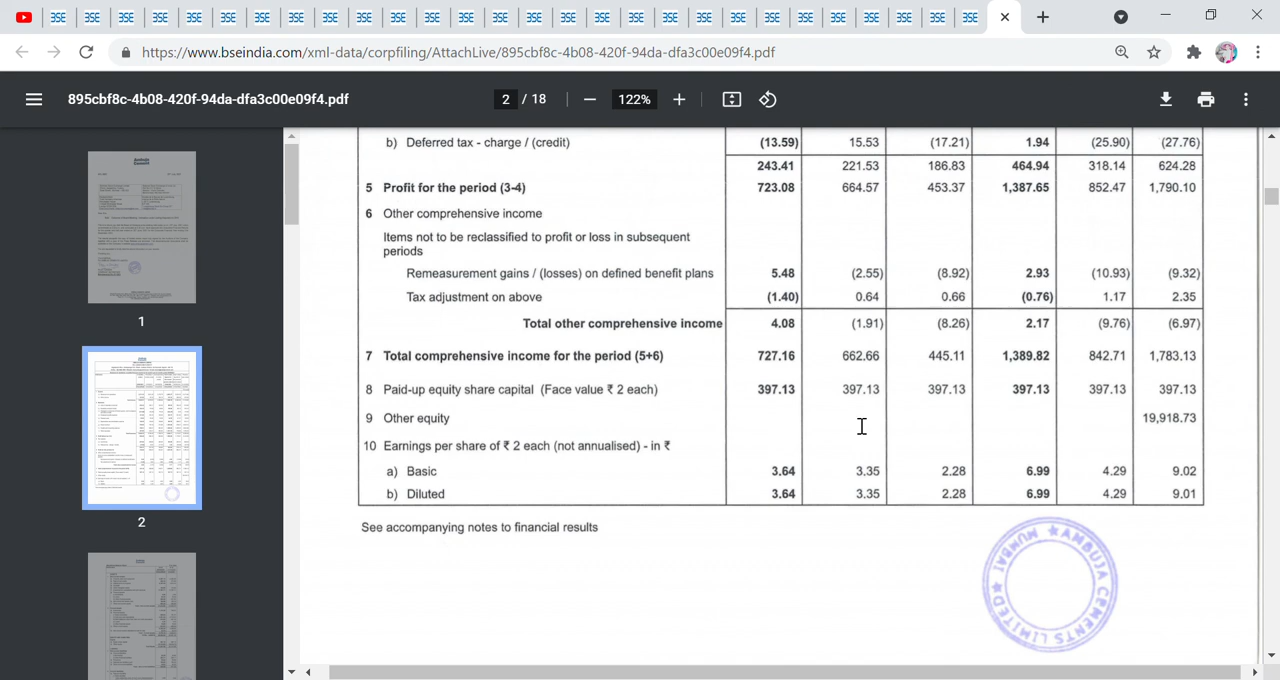 https://www.bseindia.com/xml-data/corpfiling/AttachLive/895cbf8c-4b08-420f-94da-dfa3c00e09f4.pdf
895cbf8c-4b08-420f-94da-dfa3c00e09f4.pdf 2 / 18 122%
b) Deferred tax - charge / (credit) (13.59) 15.53 (17.21) 1.94 (25.90) (27.76)
243.41 221.53 186.83 464.94 318.14 624.28
5 Profit for the period (3-4) 723.08 664.57 453.37 1,387.65 852.47 1,790.10
6 Other comprehensive income
Items not to be reclassified to profit or loss in subsequent
periods
Remeasurement gains / (losses) on defined benefit plans 5.48 (2.55) (8.92) 2.93 (10.93) (9.32)
Tax adjustment on above (1.40) 0.64 0.66 (0.76) 1.17 2.35
Total other comprehensive income 4.08 (1.91) (8.26) 2.17 (9.76) (6.97)
7 Total comprehensive income for the period (5+6) 727.16 662.66 445.11 1,389.82 842.71 1,783.13
8 Paid-up equity share capital (Face value ₹ 2 each) 397.13 397.13 397.13 397.13 397.13 397.13
9 Other equity 19,918.73
10 Earnings per share of ₹ 2 each (not annualised) - in ₹
a) Basic 3.64 3.35 2.28 6.99 4.29 9.02
b) Diluted 3.64 3.35 2.28 6.99 4.29 9.01
See accompanying notes to financial results
AMBUJA CEMENTS LIMITED ★ MUMBAI ★
1
2